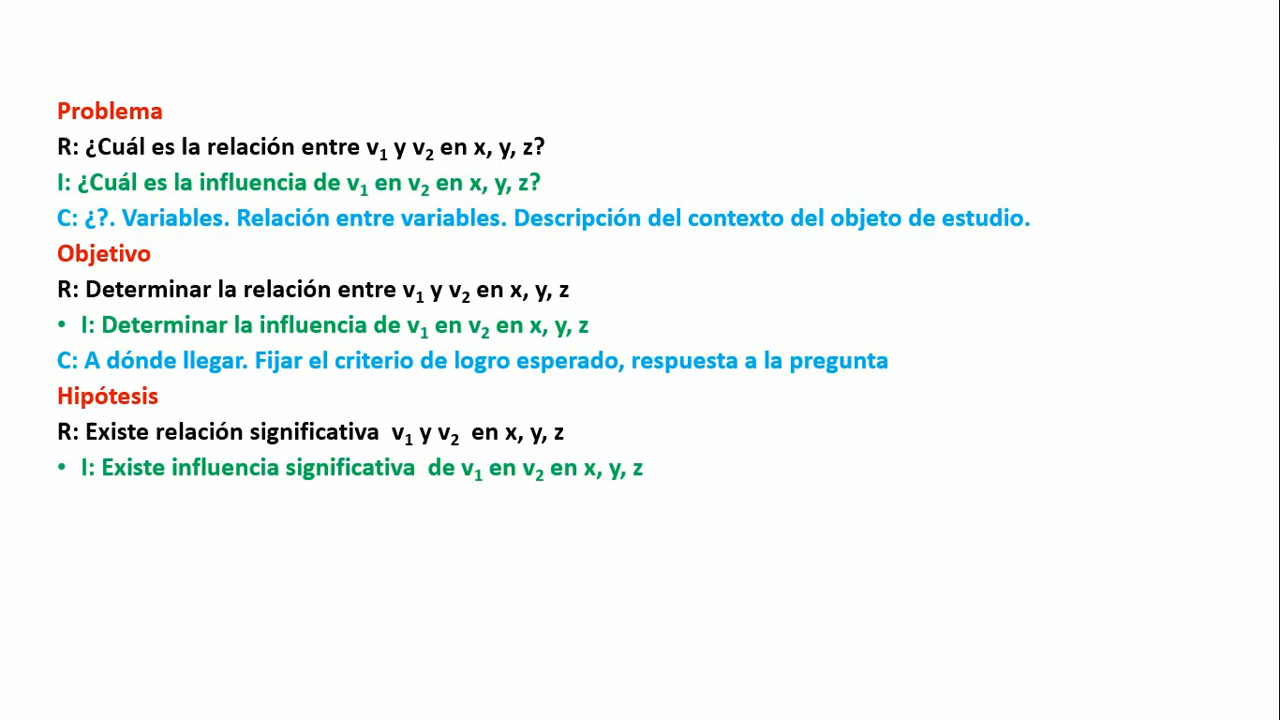 Problema
R: ¿Cuál es la relación entre v₁ y v₂ en x, y, z?
I: ¿Cuál es la influencia de v₁ en v₂ en x, y, z?
C: ¿?. Variables. Relación entre variables. Descripción del contexto del objeto de estudio.
Objetivo
R: Determinar la relación entre v₁ y v₂ en x, y, z
• I: Determinar la influencia de v₁ en v₂ en x, y, z
C: A dónde llegar. Fijar el criterio de logro esperado, respuesta a la pregunta
Hipótesis
R: Existe relación significativa v₁ y v₂ en x, y, z
• I: Existe influencia significativa de v₁ en v₂ en x, y, z